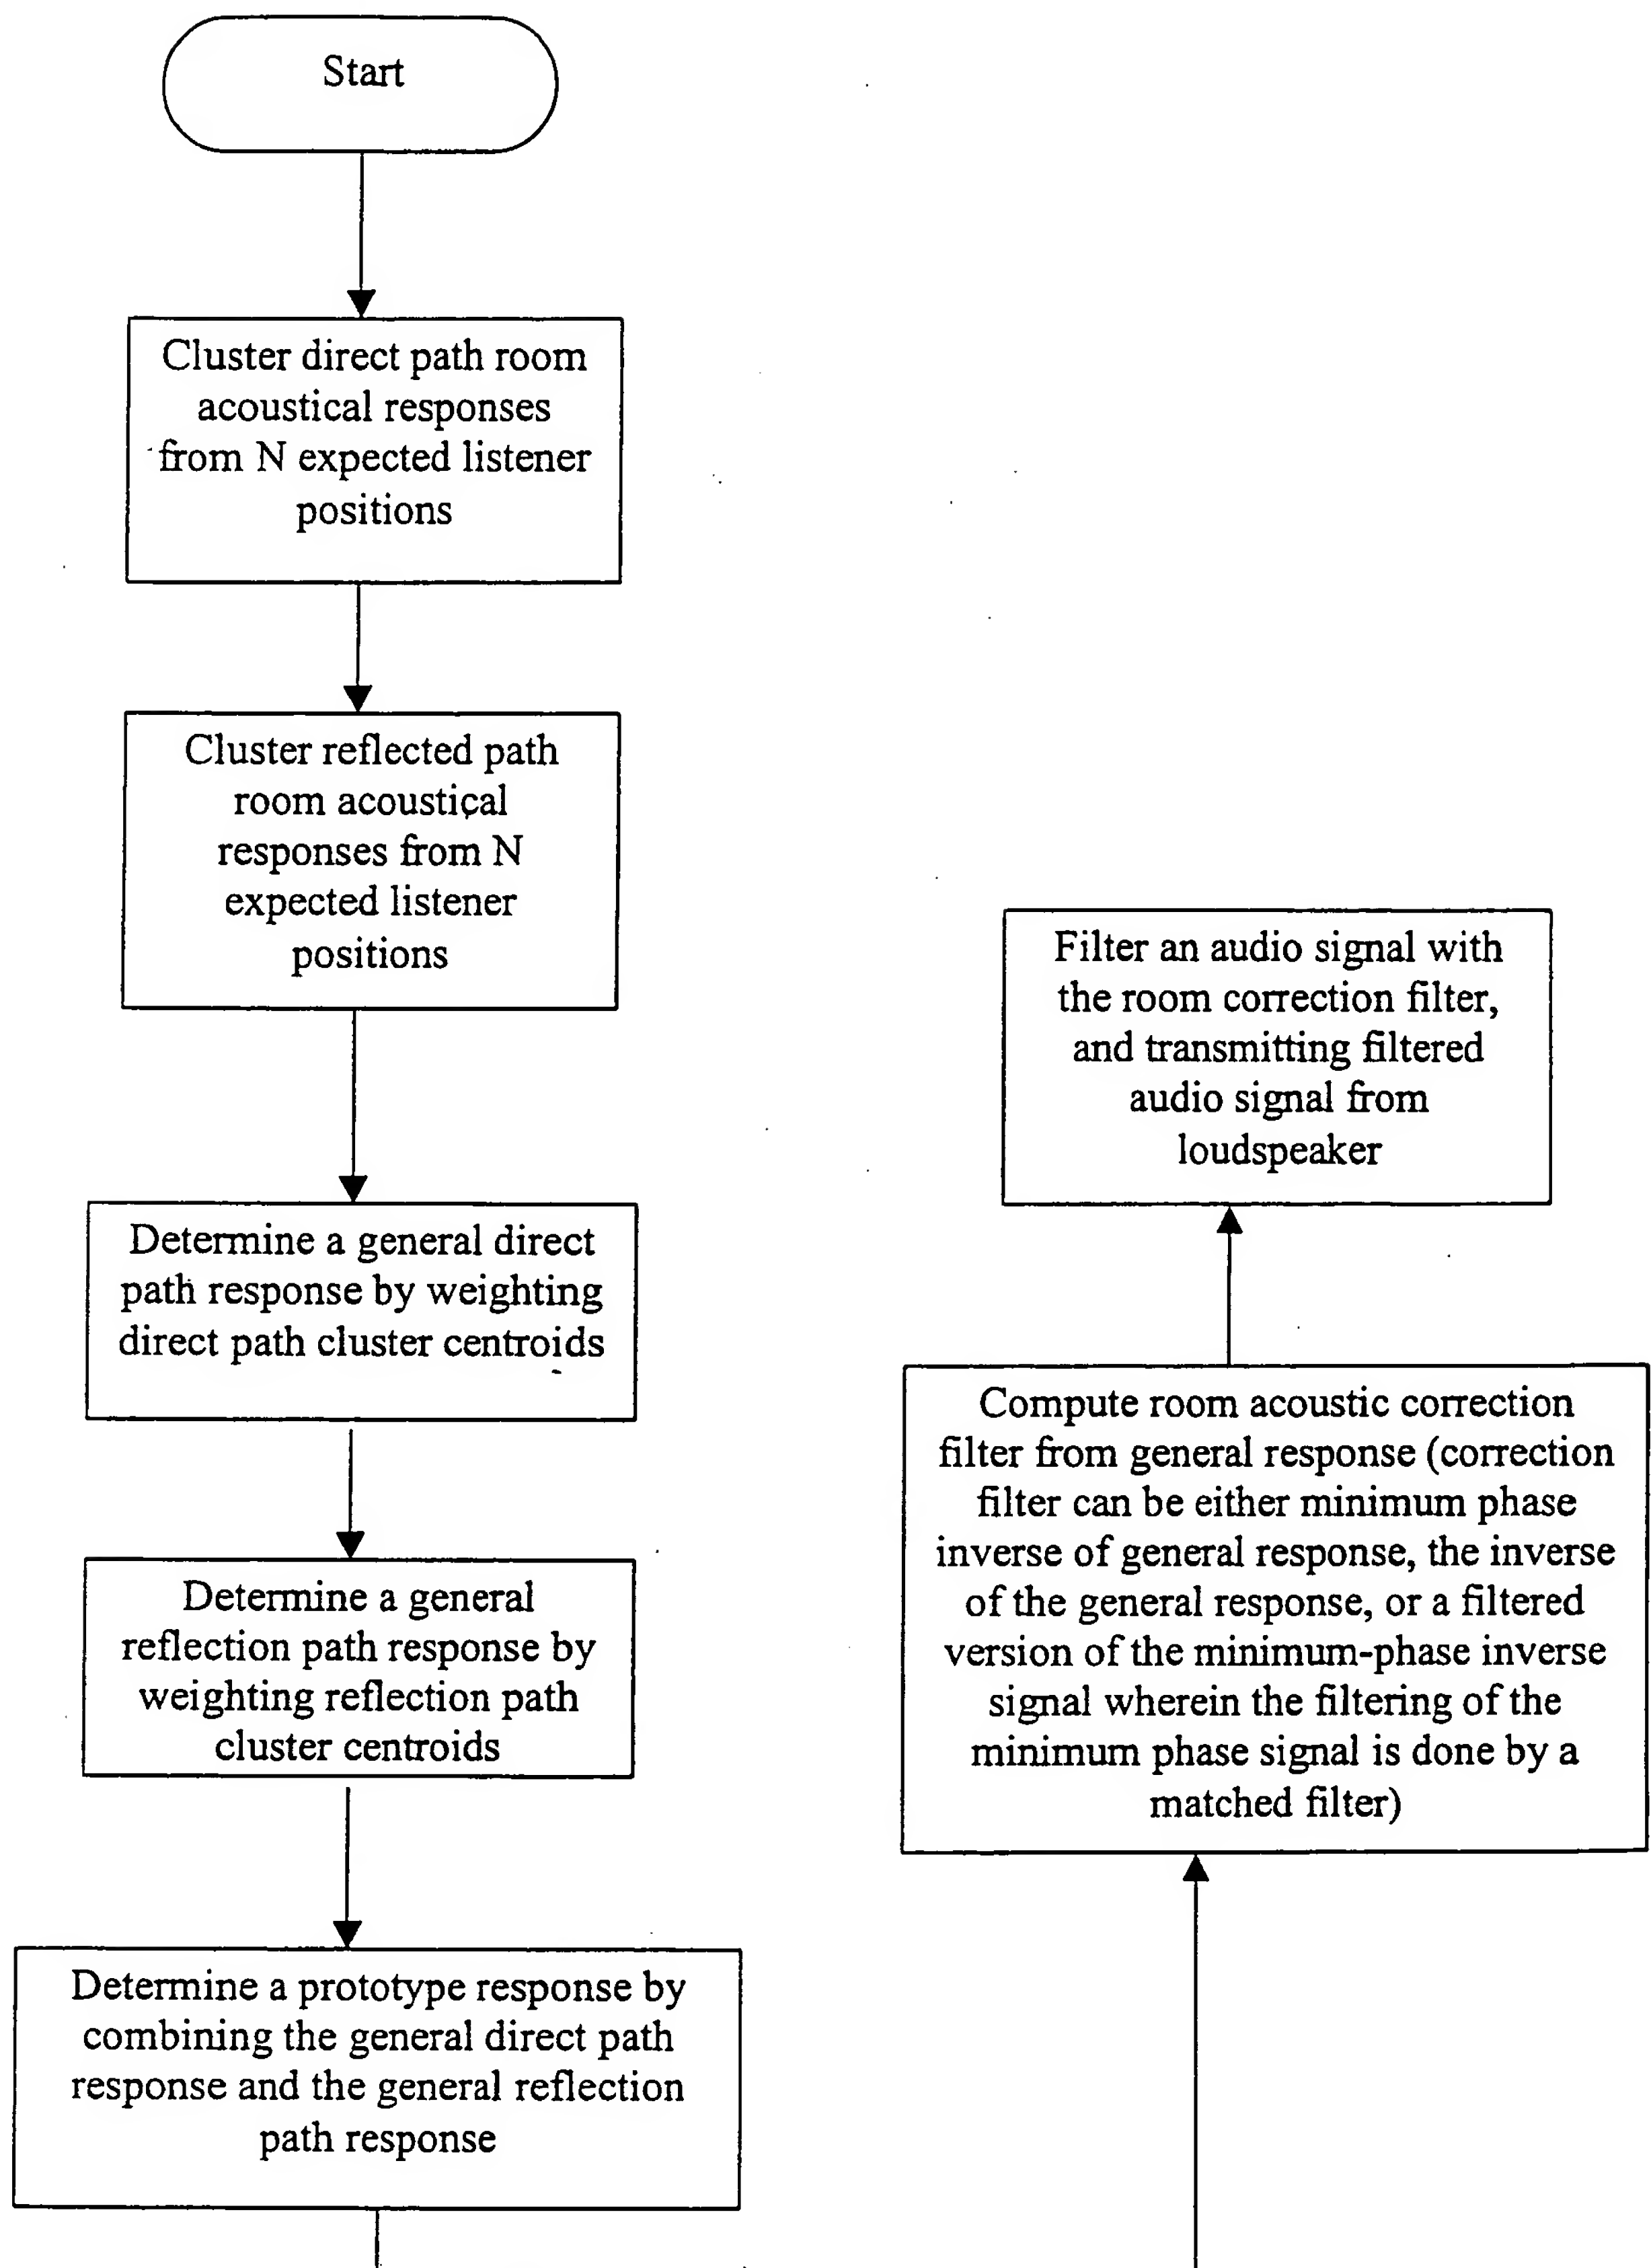 Start
Cluster direct path room
acoustical responses
from N expected listener
positions
Cluster reflected path
room acoustical
responses from N
expected listener
positions
Determine a general direct
path response by weighting
direct path cluster centroids
Determine a general
reflection path response by
weighting reflection path
cluster centroids
Determine a prototype response by
combining the general direct path
response and the general reflection
path response
Compute room acoustic correction
filter from general response (correction
filter can be either minimum phase
inverse of general response, the inverse
of the general response, or a filtered
version of the minimum-phase inverse
signal wherein the filtering of the
minimum phase signal is done by a
matched filter)
Filter an audio signal with
the room correction filter,
and transmitting filtered
audio signal from
loudspeaker